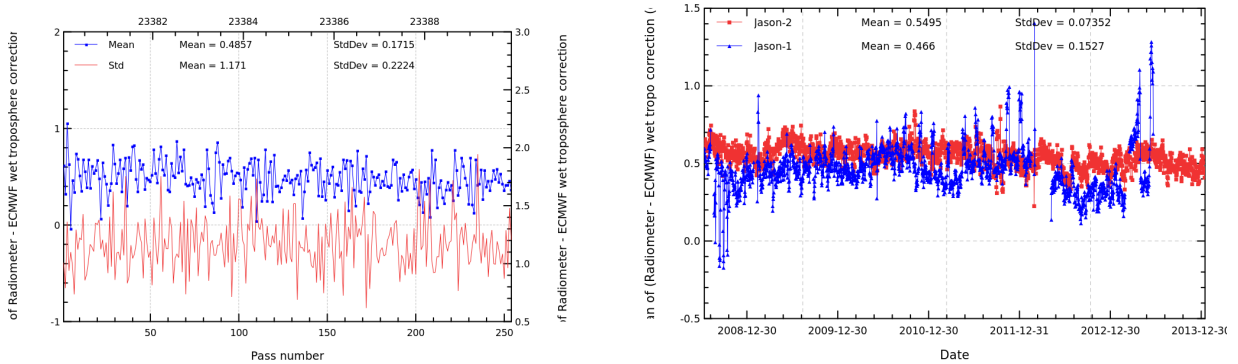 23382 23384 23386 23388
of Radiometer - ECMWF wet troposphere correction
Mean Mean = 0.4857 StdDev = 0.1715
Std Mean = 1.171 StdDev = 0.2224
2
1
0
-1
3.0
2.5
2.0
1.5
1.0
0.5
50 100 150 200 250
Pass number
of Radiometer - ECMWF wet troposphere correction
an of (Radiometer - ECMWF) wet tropo correction (
Jason-2 Mean = 0.5495 StdDev = 0.07352
Jason-1 Mean = 0.466 StdDev = 0.1527
1.5
1.0
0.5
0.0
-0.5
2008-12-30 2009-12-30 2010-12-30 2011-12-31 2012-12-30 2013-12-30
Date